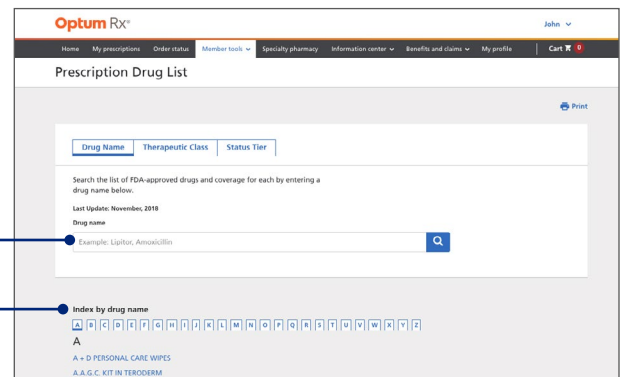 Optum Rx®
John
Home My prescriptions Order status Member tools Specialty pharmacy Information center Benefits and claims My profile Cart 0
Prescription Drug List
Print
Drug Name Therapeutic Class Status Tier
Search the list of FDA-approved drugs and coverage for each by entering a
drug name below.
Last Update: November, 2018
Drug name
Example: Lipitor, Amoxicillin
Index by drug name
A B C D E F G H I J K L M N O P Q R S T U V W X Y Z
A
A + D PERSONAL CARE WIPES
A.A.G.C. KIT IN TERODERM